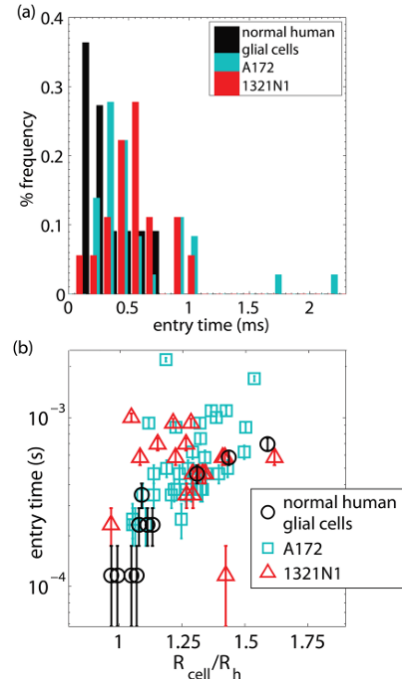 (a)
0.4
0.3
0.2
0.1
0
% frequency
normal human
glial cells
A172
1321N1
0
0.5
1
1.5
2
entry time (ms)
(b)
10⁻³
10⁻⁴
entry time (s)
normal human
glial cells
A172
1321N1
1
1.25
1.5
1.75
R_cell/R_h